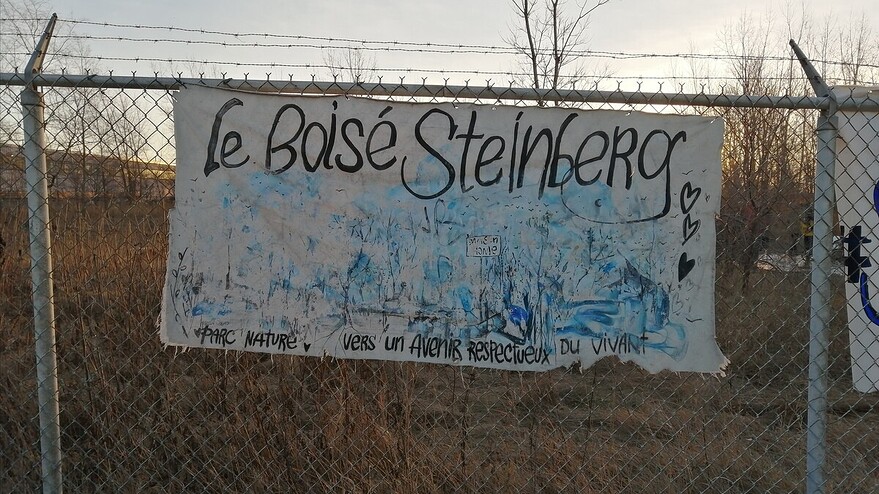 Le Boisé Steinberg
PARC NATURE ♥ VERS UN AVENIR RESPECTUEUX DU VIVANT
#